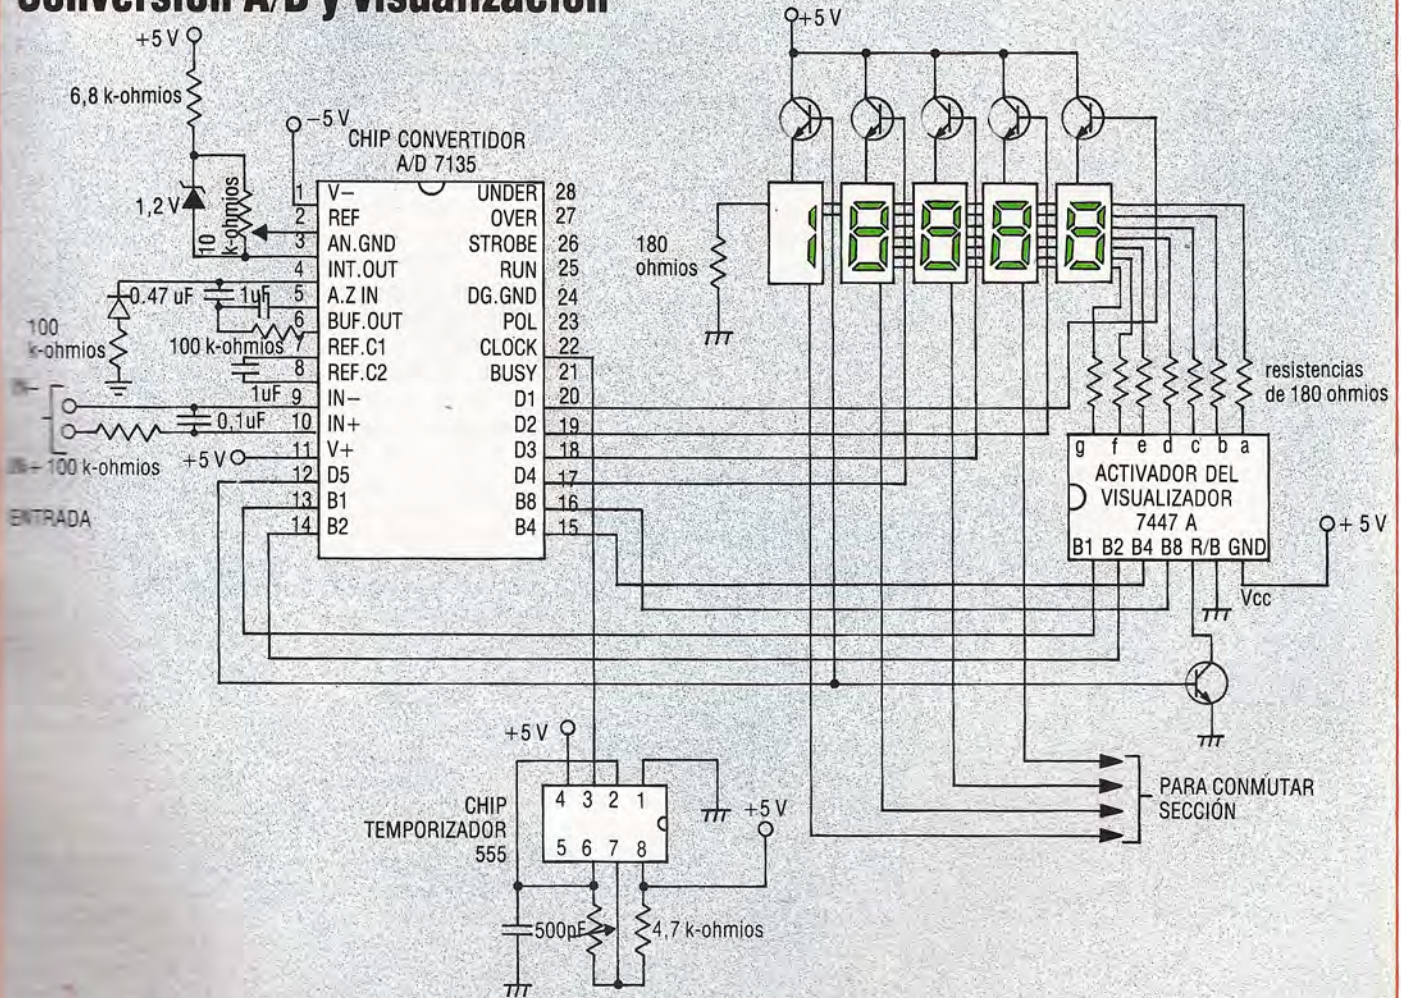 Conversión A/D y visualización
+5 V
6,8 k-ohmios
1,2 V
10 k-ohmios
-5 V
CHIP CONVERTIDOR
A/D 7135
1 V- UNDER 28
2 REF OVER 27
3 AN.GND STROBE 26
4 INT.OUT RUN 25
5 A.Z IN DG.GND 24
6 BUF.OUT POL 23
7 REF.C1 CLOCK 22
8 REF.C2 BUSY 21
9 IN- D1 20
10 IN+ D2 19
11 V+ D3 18
12 D5 D4 17
13 B1 B8 16
14 B2 B4 15
0.47 uF
1uF
100 k-ohmios
100
k-ohmios
1uF
0,1uF
100 k-ohmios
+5 V
ENTRADA
+5 V
180
ohmios
resistencias
de 180 ohmios
g f e d c b a
ACTIVADOR DEL
VISUALIZADOR
7447 A
B1 B2 B4 B8 R/B GND
+ 5 V
Vcc
PARA CONMUTAR
SECCIÓN
+5 V
CHIP
TEMPORIZADOR
555
4 3 2 1
5 6 7 8
+5 V
500pF
4,7 k-ohmios